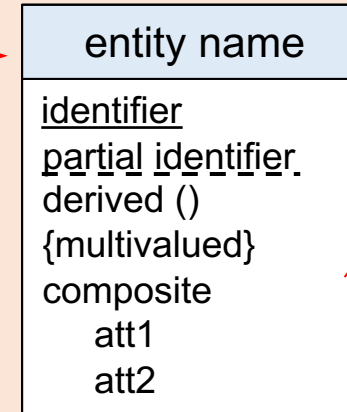 entity name
identifier
partial identifier
derived ()
{multivalued}
composite
att1
att2